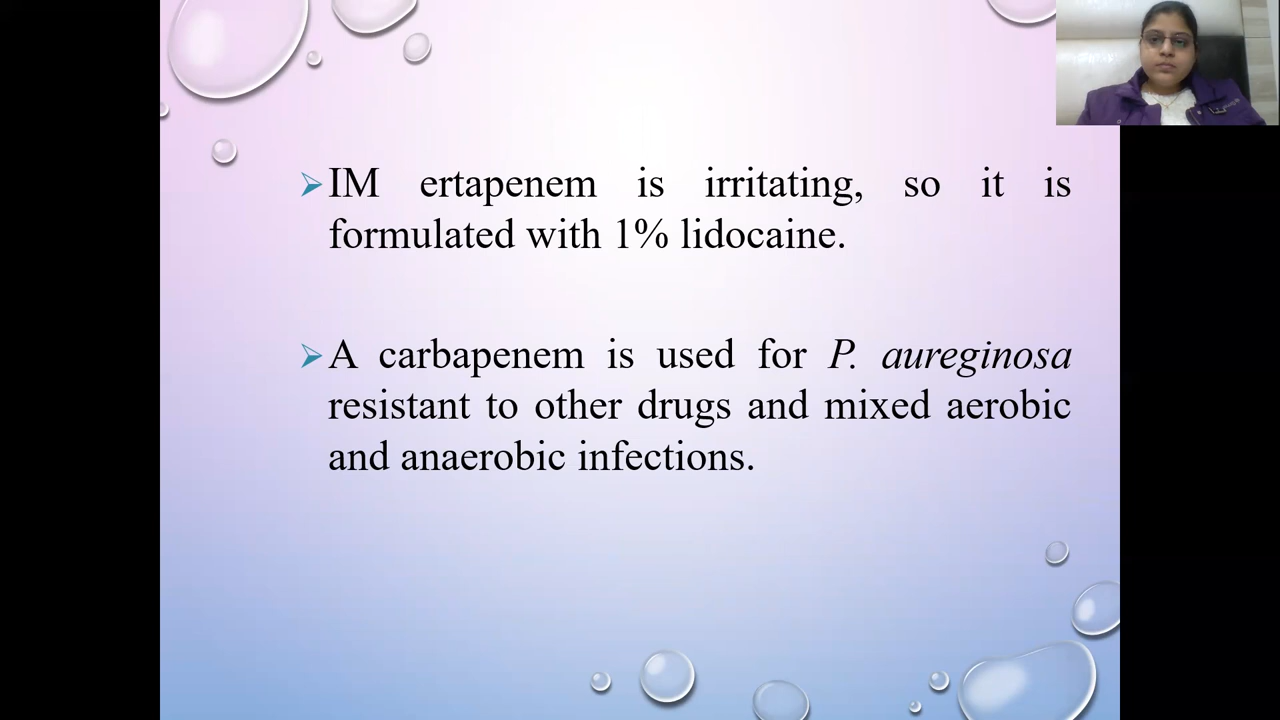 IM ertapenem is irritating, so it is
formulated with 1% lidocaine.
A carbapenem is used for P. aureginosa
resistant to other drugs and mixed aerobic
and anaerobic infections.